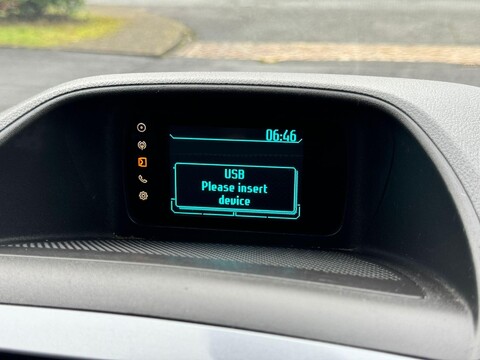 06:46
USB
Please insert
device